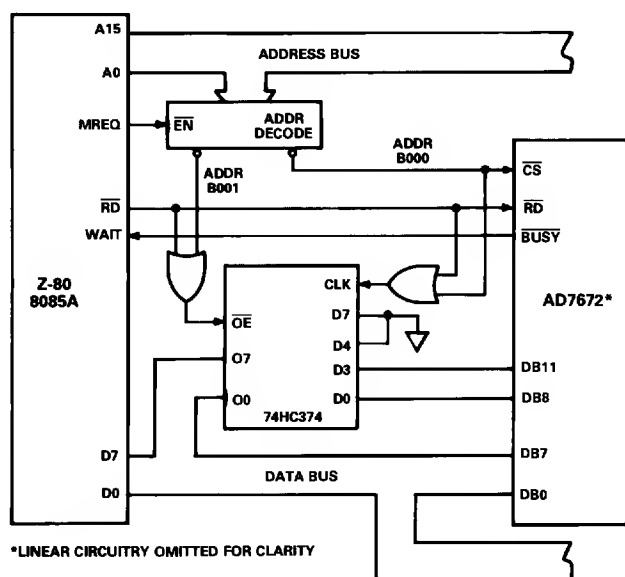 A15
ADDRESS BUS
A0
MREQ
EN
ADDR
DECODE
ADDR
B001
ADDR
B000
CS
RD
RD
WAIT
BUSY
Z-80
8085A
CLK
AD7672*
OE
D7
O7
D4
D3
DB11
O0
D0
DB8
74HC374
D7
DB7
D0
DATA BUS
DB0
*LINEAR CIRCUITRY OMITTED FOR CLARITY